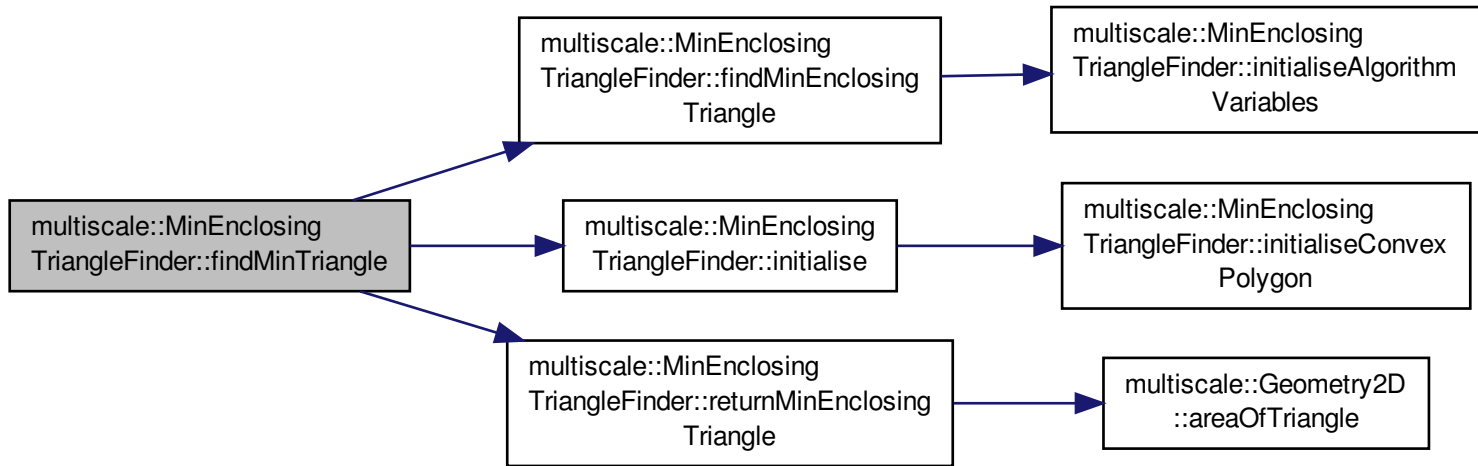 multiscale::MinEnclosing
TriangleFinder::findMinTriangle
multiscale::MinEnclosing
TriangleFinder::findMinEnclosing
Triangle
multiscale::MinEnclosing
TriangleFinder::initialiseAlgorithm
Variables
multiscale::MinEnclosing
TriangleFinder::initialise
multiscale::MinEnclosing
TriangleFinder::initialiseConvex
Polygon
multiscale::MinEnclosing
TriangleFinder::returnMinEnclosing
Triangle
multiscale::Geometry2D
::areaOfTriangle